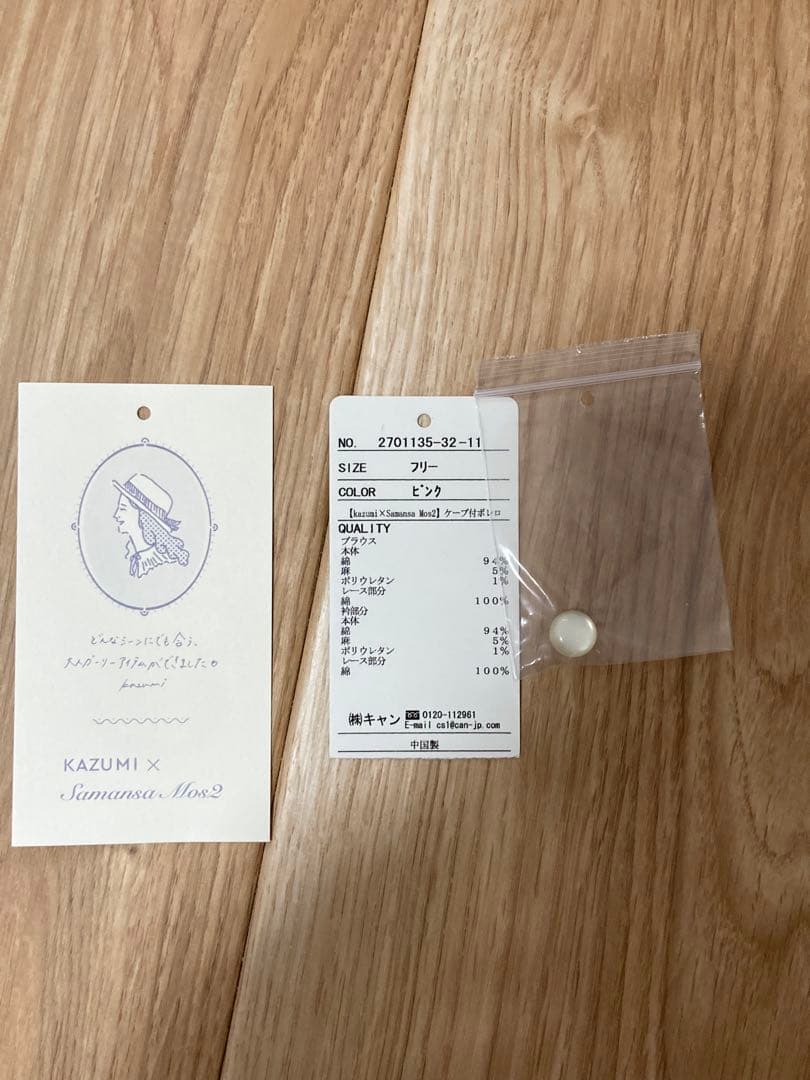 どんなシーンにでも合う、
大人ガーリーアイテムができました。
kazumi
KAZUMI ×
Samansa Mos2
NO. 2701135-32-11
SIZE フリー
COLOR ピンク
【kazumi×Samansa Mos2】ケープ付ボレロ
QUALITY
ブラウス
本体
綿 94%
麻 5%
ポリウレタン 1%
レース部分
綿 100%
衿部分
本体
綿 94%
麻 5%
ポリウレタン 1%
レース部分
綿 100%
㈱キャン 0120-112961
E-mail cs1@can-jp.com
中国製